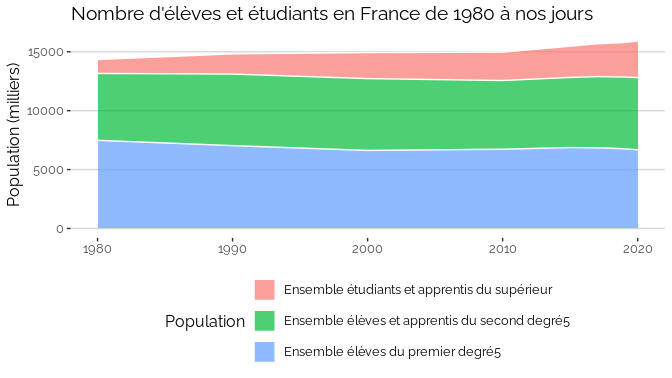 Nombre d'élèves et étudiants en France de 1980 à nos jours
Population (milliers)
15000
10000
5000
0
1980 1990 2000 2010 2020
Population
Ensemble étudiants et apprentis du supérieur
Ensemble élèves et apprentis du second degré5
Ensemble élèves du premier degré5